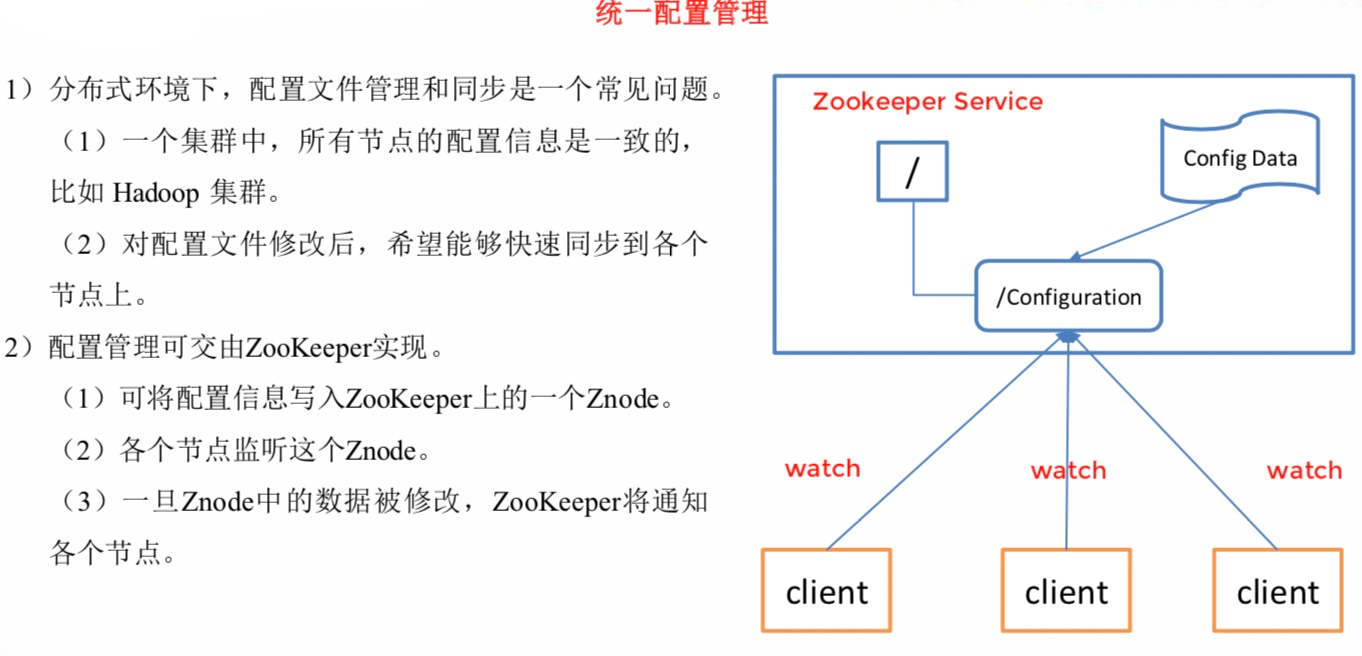 统一配置管理
1）分布式环境下，配置文件管理和同步是一个常见问题。
（1）一个集群中，所有节点的配置信息是一致的，
比如 Hadoop 集群。
（2）对配置文件修改后，希望能够快速同步到各个
节点上。
2）配置管理可交由ZooKeeper实现。
（1）可将配置信息写入ZooKeeper上的一个Znode。
（2）各个节点监听这个Znode。
（3）一旦Znode中的数据被修改，ZooKeeper将通知
各个节点。
Zookeeper Service
/
Config Data
/Configuration
watch
watch
watch
client
client
client